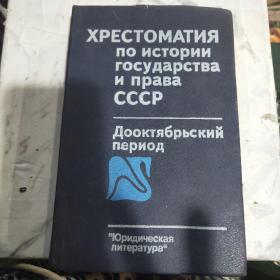 ХРЕСТОМАТИЯ
по истории
государства
и права
СССР
Дооктябрьский
период
"Юридическая
литература"